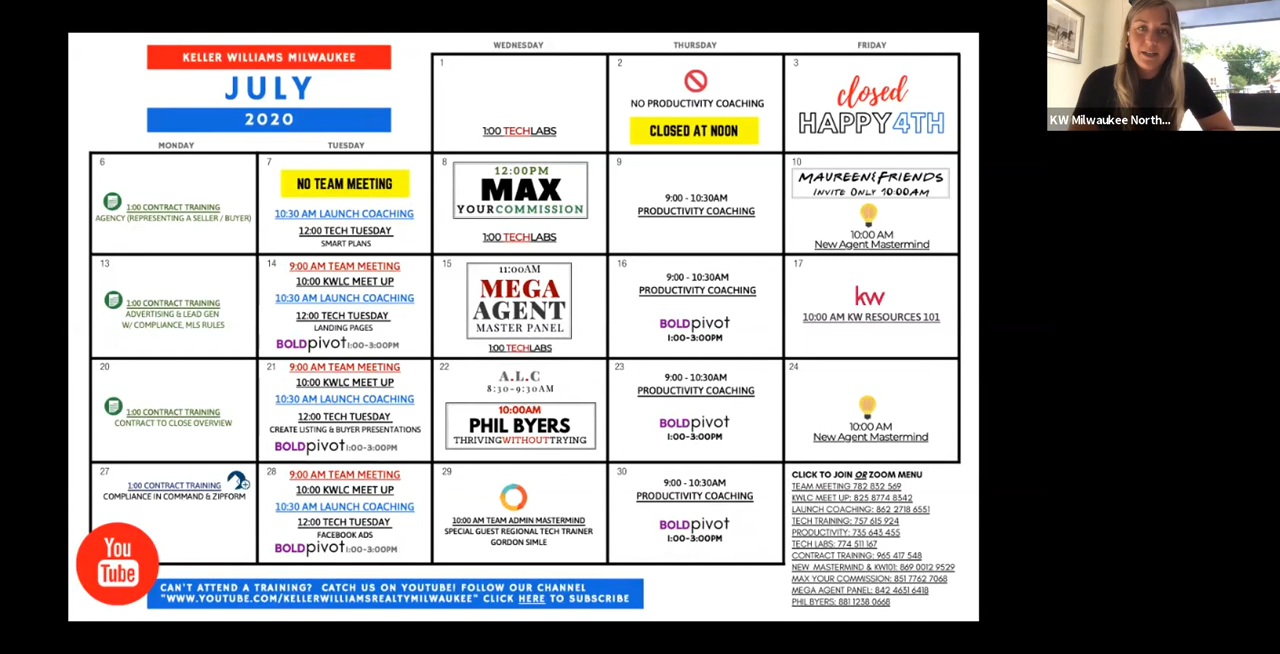 KELLER WILLIAMS MILWAUKEE
JULY
2020
MONDAY
TUESDAY
WEDNESDAY
THURSDAY
FRIDAY
1
1:00 TECHLABS
2
NO PRODUCTIVITY COACHING
CLOSED AT NOON
3
closed
HAPPY4TH
6
1:00 CONTRACT TRAINING
AGENCY (REPRESENTING A SELLER / BUYER)
7
NO TEAM MEETING
10:30 AM LAUNCH COACHING
12:00 TECH TUESDAY
SMART PLANS
8
12:00PM
MAX
YOURCOMMISSION
1:00 TECHLABS
9
9:00 - 10:30AM
PRODUCTIVITY COACHING
10
MAUREEN&FRIENDS
INVITE ONLY 10:00AM
10:00 AM
New Agent Mastermind
13
1:00 CONTRACT TRAINING
ADVERTISING & LEAD GEN
W/ COMPLIANCE, MLS RULES
14
9:00 AM TEAM MEETING
10:00 KWLC MEET UP
10:30 AM LAUNCH COACHING
12:00 TECH TUESDAY
LANDING PAGES
BOLDpivot 1:00-3:00PM
15
11:00AM
MEGA
AGENT
MASTER PANEL
1:00 TECHLABS
16
9:00 - 10:30AM
PRODUCTIVITY COACHING
BOLDpivot
1:00-3:00PM
17
kw
10:00 AM KW RESOURCES 101
20
1:00 CONTRACT TRAINING
CONTRACT TO CLOSE OVERVIEW
21
9:00 AM TEAM MEETING
10:00 KWLC MEET UP
10:30 AM LAUNCH COACHING
12:00 TECH TUESDAY
CREATE LISTING & BUYER PRESENTATIONS
BOLDpivot 1:00-3:00PM
22
A.L.C
8:30-9:30AM
10:00AM
PHIL BYERS
THRIVINGWITHOUTTRYING
23
9:00 - 10:30AM
PRODUCTIVITY COACHING
BOLDpivot
1:00-3:00PM
24
10:00 AM
New Agent Mastermind
27
1:00 CONTRACT TRAINING
COMPLIANCE IN COMMAND & ZIPFORM
28
9:00 AM TEAM MEETING
10:00 KWLC MEET UP
10:30 AM LAUNCH COACHING
12:00 TECH TUESDAY
FACEBOOK ADS
BOLDpivot 1:00-3:00PM
29
10:00 AM TEAM ADMIN MASTERMIND
SPECIAL GUEST REGIONAL TECH TRAINER
GORDON SIMLE
30
9:00 - 10:30AM
PRODUCTIVITY COACHING
BOLDpivot
1:00-3:00PM
CLICK TO JOIN OR ZOOM MENU
TEAM MEETING 782 832 569
KWLC MEET UP: 825 8774 8342
LAUNCH COACHING: 862 2718 6551
TECH TRAINING: 757 615 924
PRODUCTIVITY: 735 643 455
TECH LABS: 774 511 167
CONTRACT TRAINING: 965 417 548
NEW MASTERMIND & KW101: 869 0012 9529
MAX YOUR COMMISSION: 851 7762 7068
MEGA AGENT PANEL: 842 4631 6418
PHIL BYERS: 881 1238 0668
You
Tube
CAN'T ATTEND A TRAINING? CATCH US ON YOUTUBE! FOLLOW OUR CHANNEL
"WWW.YOUTUBE.COM/KELLERWILLIAMSREALTYMILWAUKEE" CLICK HERE TO SUBSCRIBE
KW Milwaukee North...